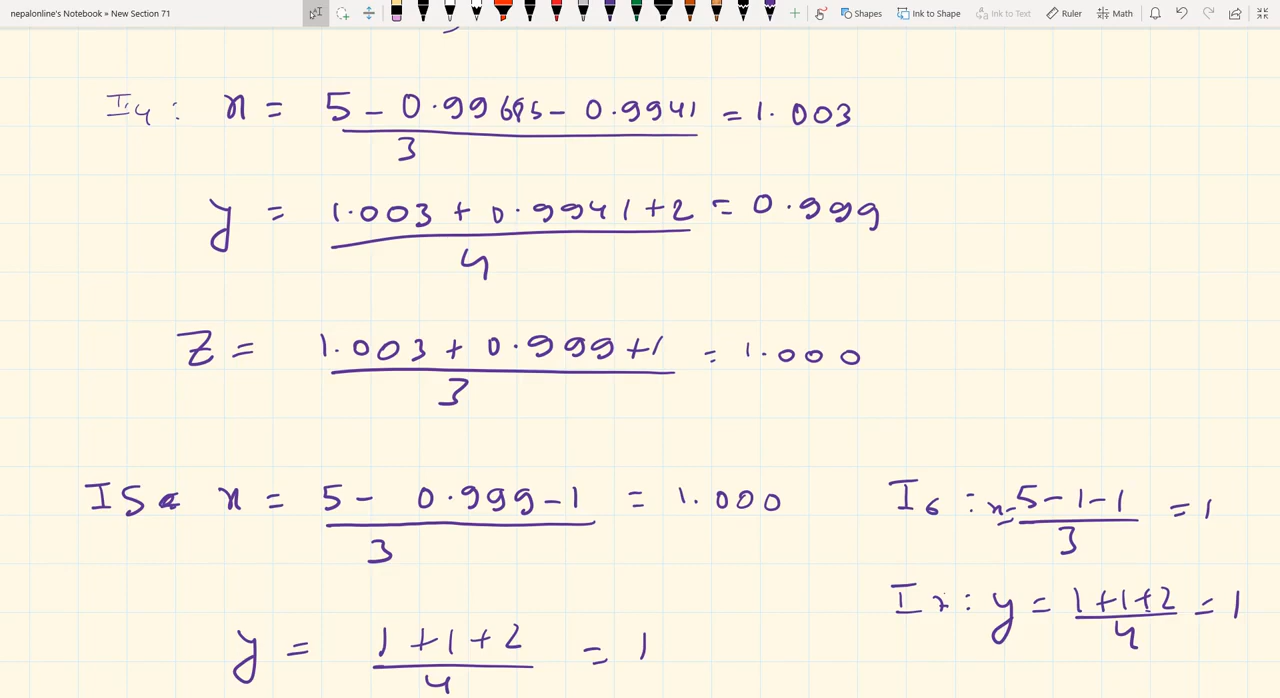 nepalonline's Notebook » New Section 71
Shapes Ink to Shape Ink to Text Ruler Math
I4 : x = 5 - 0.99695 - 0.9941 / 3 = 1.003
y = 1.003 + 0.9941 + 2 / 4 = 0.999
Z = 1.003 + 0.999 + 1 / 3 = 1.000
I5 x = 5 - 0.999 - 1 / 3 = 1.000
y = 1 + 1 + 2 / 4 = 1
I6 : x = 5 - 1 - 1 / 3 = 1
I7 : y = 1 + 1 + 2 / 4 = 1